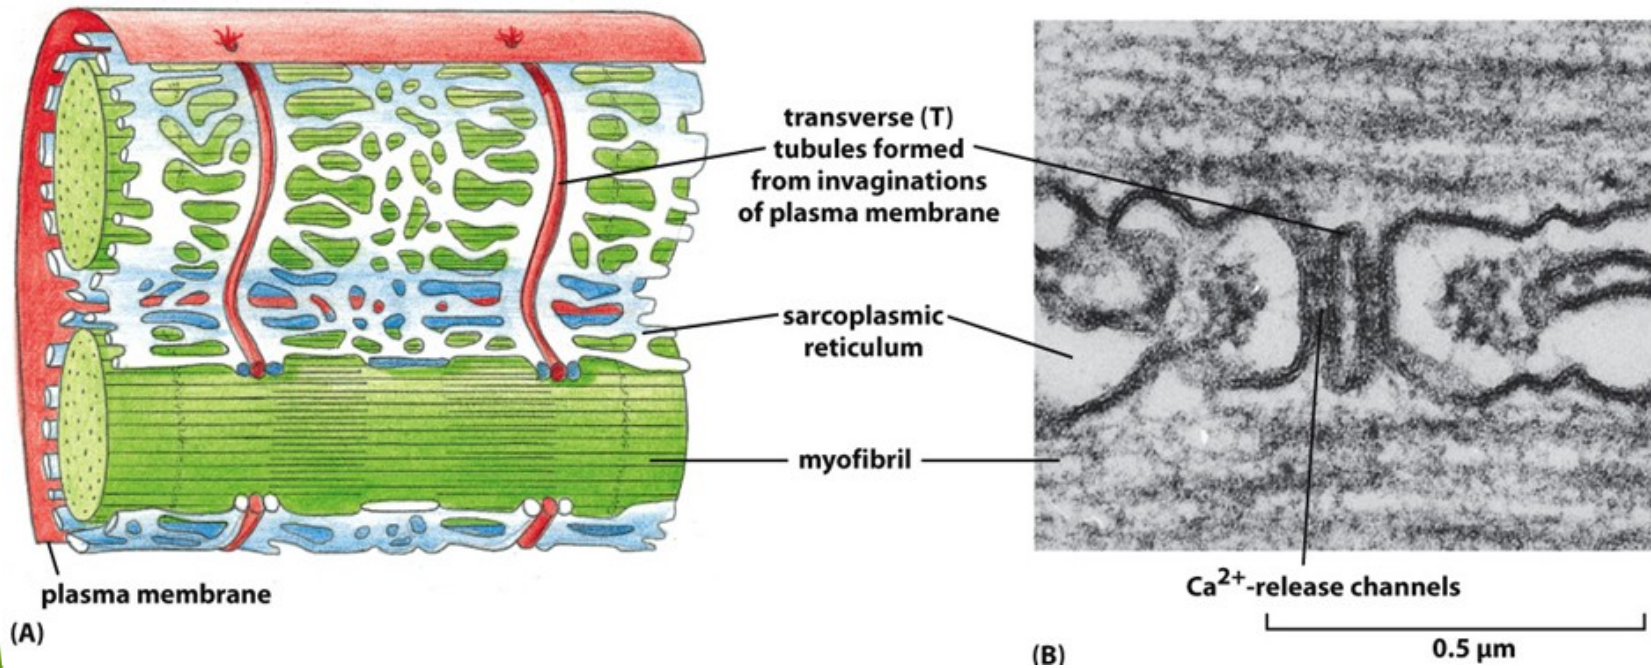 transverse (T)
tubules formed
from invaginations
of plasma membrane
sarcoplasmic
reticulum
myofibril
plasma membrane
Ca2+-release channels
(A)
0.5 μm
(B)